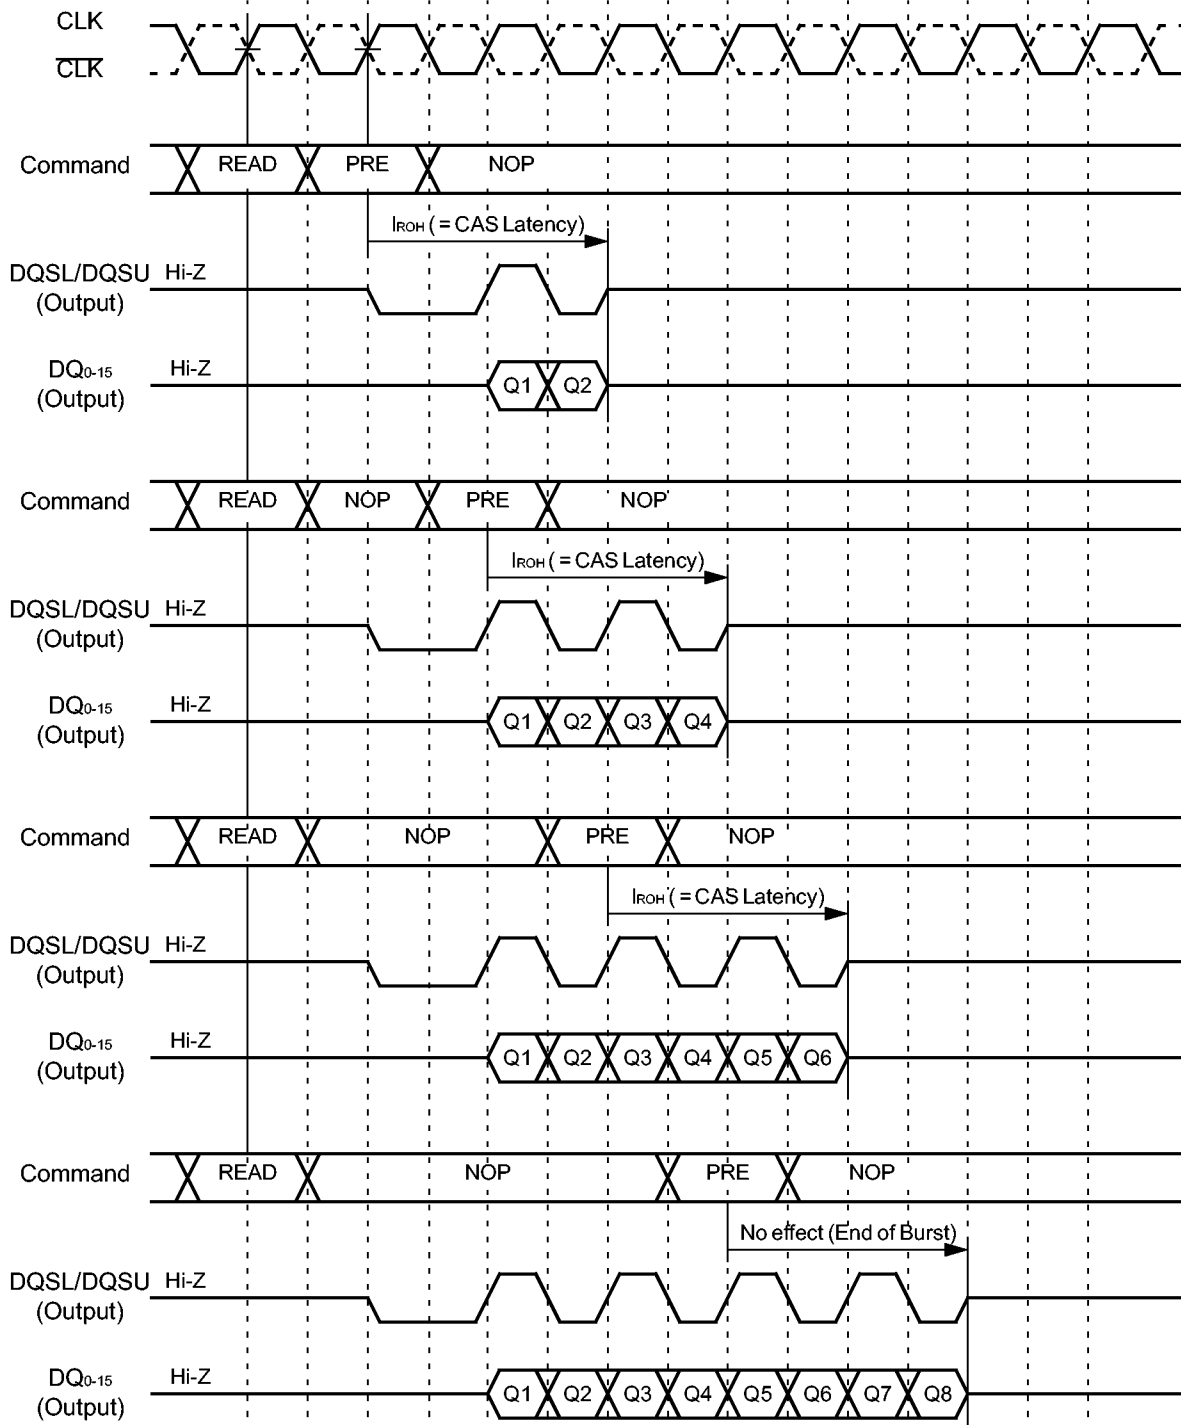 CLK
CLK
Command READ PRE NOP
IROH ( = CAS Latency)
DQSL/DQSU Hi-Z
(Output)
DQ0-15 Hi-Z
(Output) Q1 Q2
Command READ NOP PRE NOP
IROH ( = CAS Latency)
DQSL/DQSU Hi-Z
(Output)
DQ0-15 Hi-Z
(Output) Q1 Q2 Q3 Q4
Command READ NOP PRE NOP
IROH ( = CAS Latency)
DQSL/DQSU Hi-Z
(Output)
DQ0-15 Hi-Z
(Output) Q1 Q2 Q3 Q4 Q5 Q6
Command READ NOP PRE NOP
No effect (End of Burst)
DQSL/DQSU Hi-Z
(Output)
DQ0-15 Hi-Z
(Output) Q1 Q2 Q3 Q4 Q5 Q6 Q7 Q8